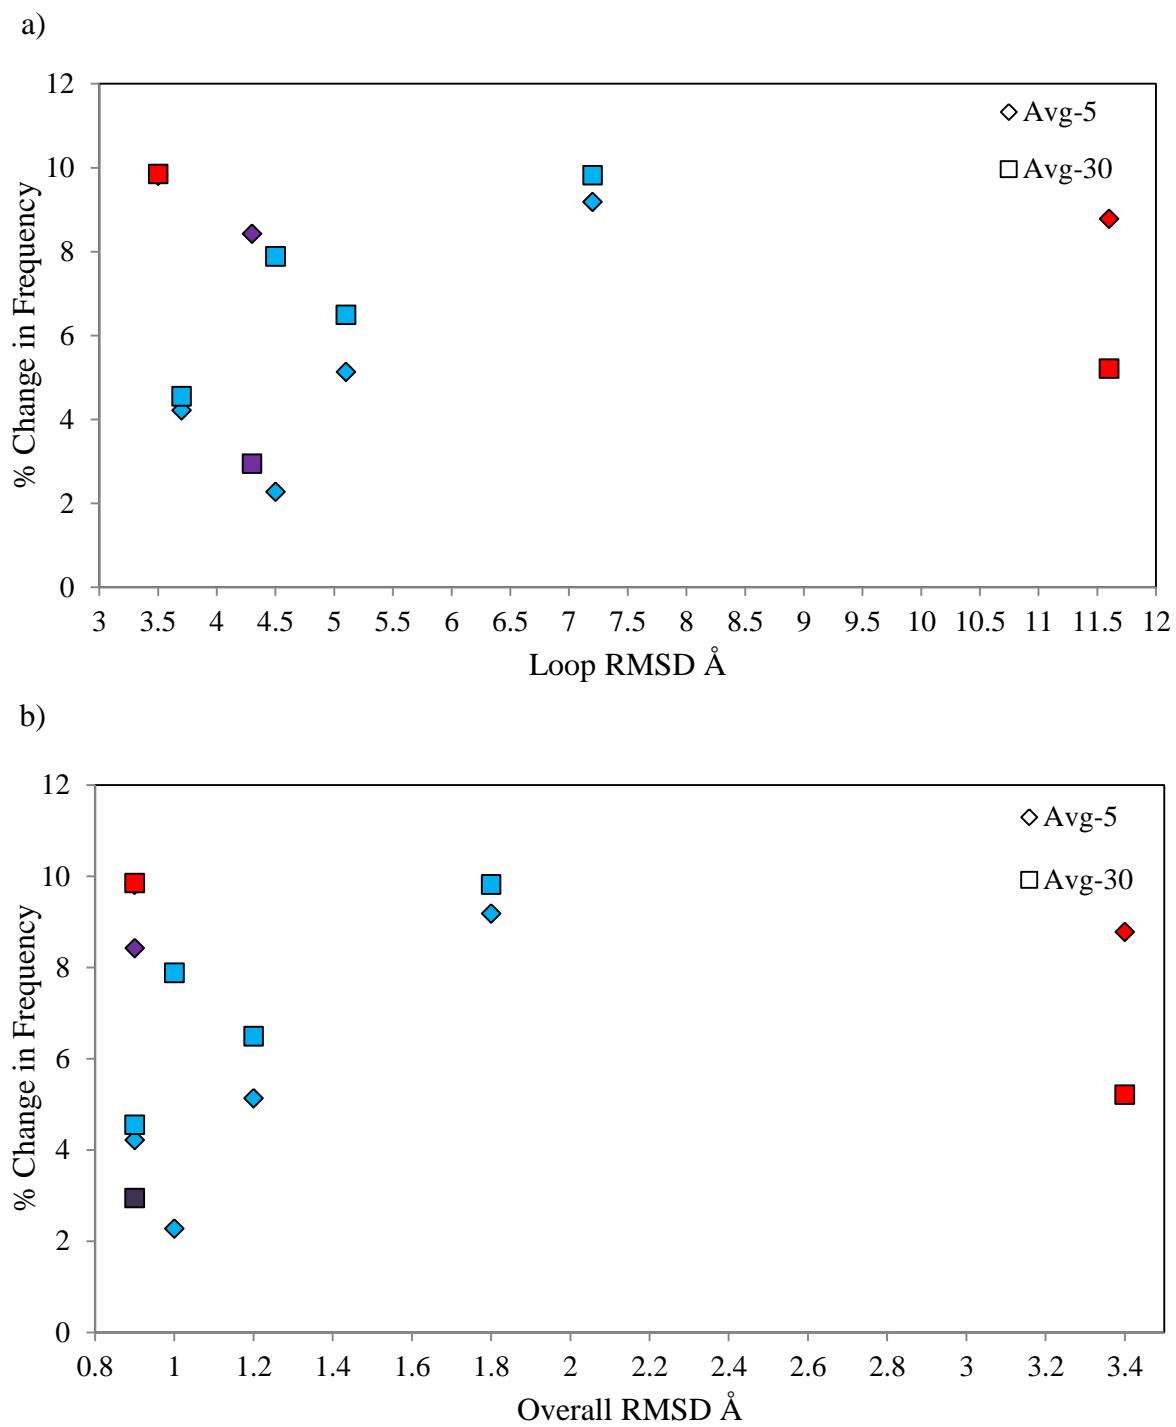 a)
12
10
8
6
4
2
0
% Change in Frequency
Avg-5
Avg-30
3 3.5 4 4.5 5 5.5 6 6.5 7 7.5 8 8.5 9 9.5 10 10.5 11 11.5 12
Loop RMSD Å
b)
12
10
8
6
4
2
0
% Change in Frequency
Avg-5
Avg-30
0.8 1 1.2 1.4 1.6 1.8 2 2.2 2.4 2.6 2.8 3 3.2 3.4
Overall RMSD Å